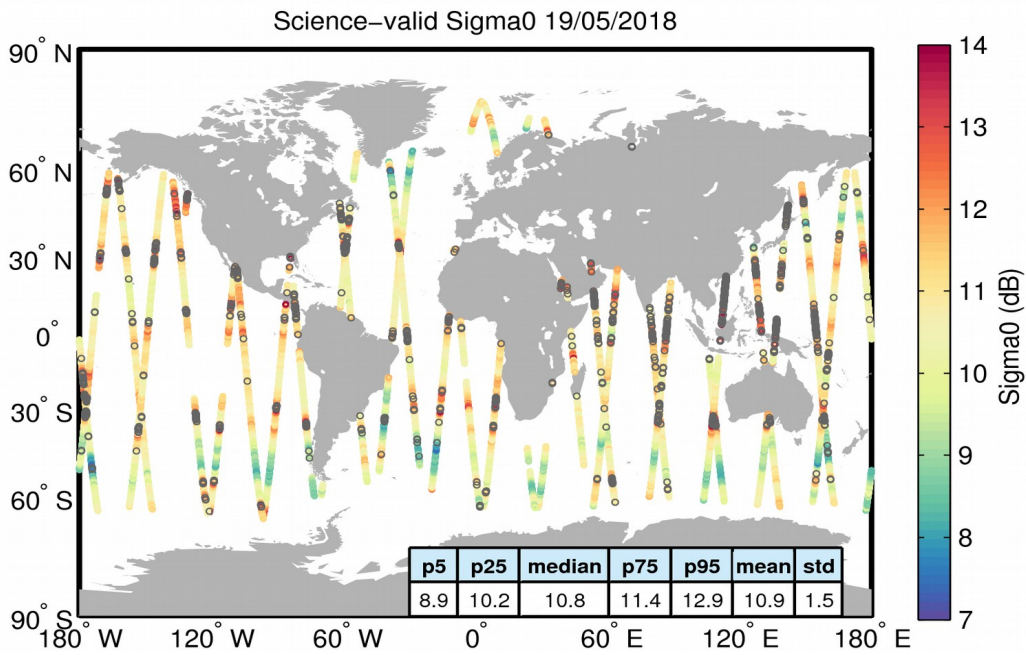 Science−valid Sigma0 19/05/2018
90° N
60° N
30° N
0°
30° S
60° S
90° S
180° W
120° W
60° W
0°
60° E
120° E
180° E
p5 p25 median p75 p95 mean std
8.9 10.2 10.8 11.4 12.9 10.9 1.5
14
13
12
11
10
9
8
7
Sigma0 (dB)